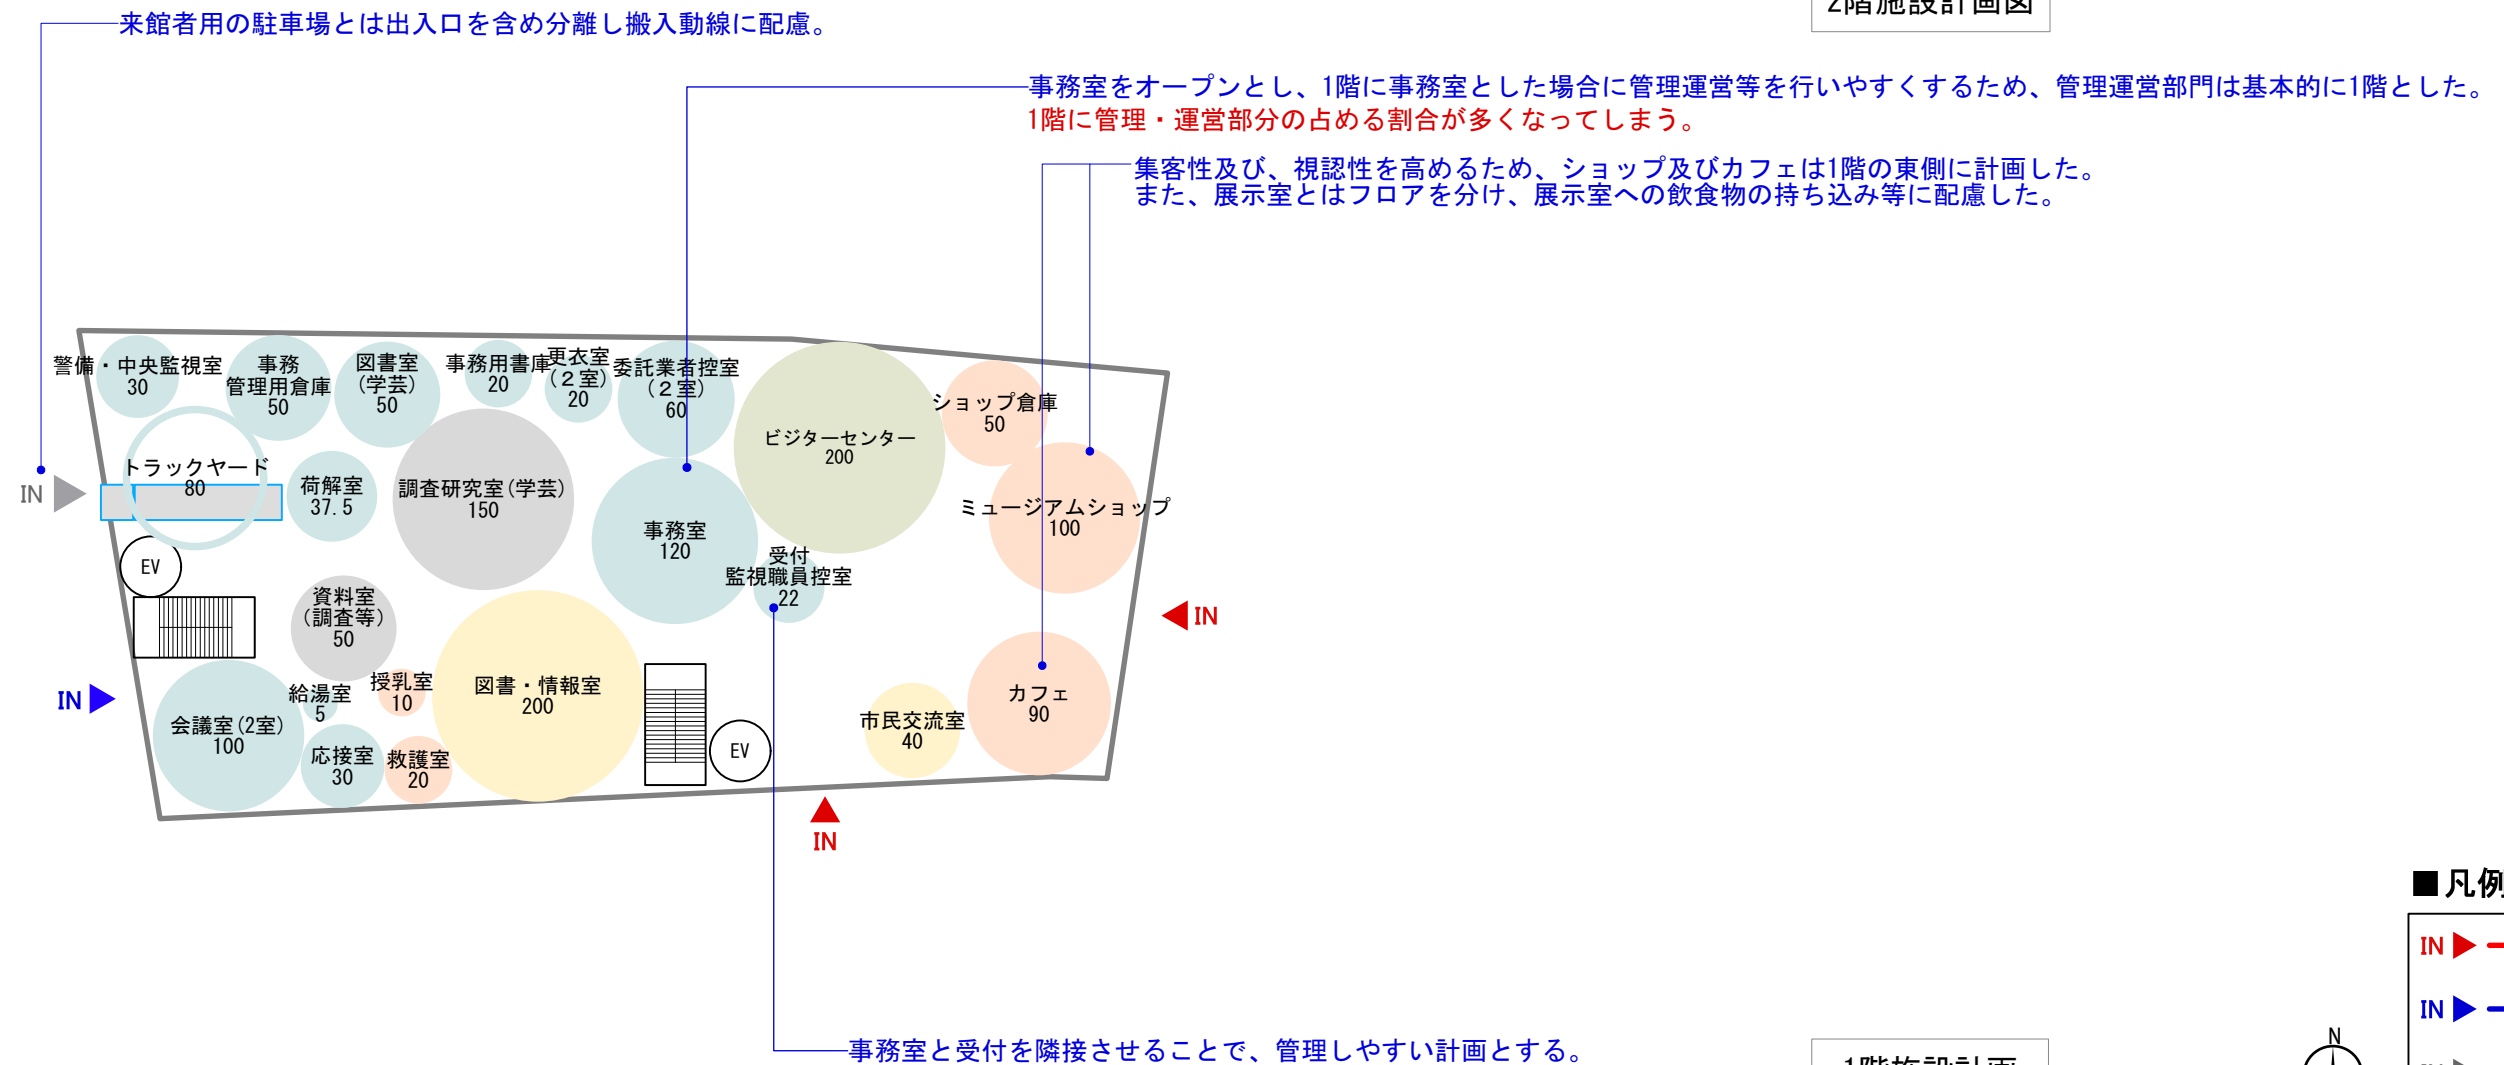 2階施設計画図
来館者用の駐車場とは出入口を含め分離し搬入動線に配慮。
事務室をオープンとし、1階に事務室とした場合に管理運営等を行いやすくするため、管理運営部門は基本的に1階とした。
1階に管理・運営部分の占める割合が多くなってしまう。
集客性及び、視認性を高めるため、ショップ及びカフェは1階の東側に計画した。
また、展示室とはフロアを分け、展示室への飲食物の持ち込み等に配慮した。
警備・中央監視室
30
事務
管理用倉庫
50
図書室
(学芸)
50
事務用書庫
20
更衣室
(２室)
20
委託業者控室
(２室)
60
ビジターセンター
200
ショップ倉庫
50
トラックヤード
80
IN
荷解室
37.5
調査研究室(学芸)
150
事務室
120
ミュージアムショップ
100
受付
監視職員控室
22
EV
資料室
(調査等)
50
IN
IN
会議室(2室)
100
給湯室
5
授乳室
10
図書・情報室
200
応接室
30
救護室
20
EV
市民交流室
40
カフェ
90
IN
■凡例
IN
IN
N
事務室と受付を隣接させることで、管理しやすい計画とする。
1階施設計画